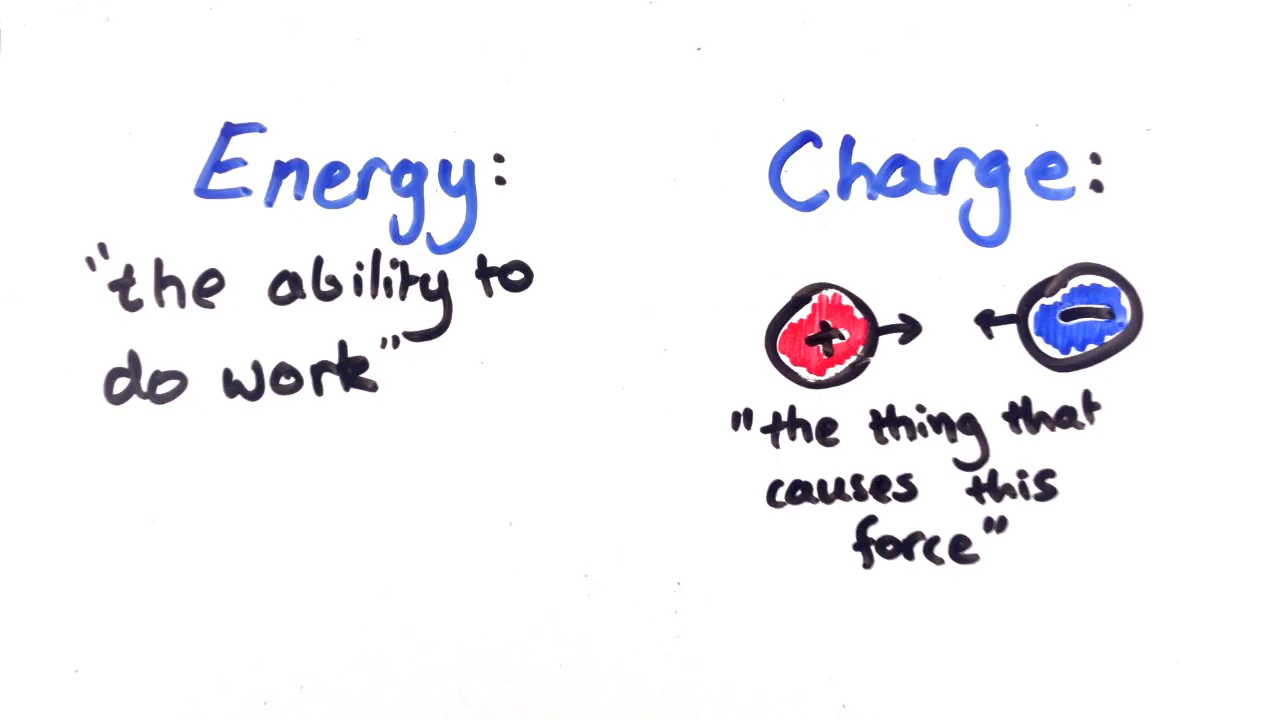 Energy:
"the ability to
do work"
Charge:
+
-
"the thing that
causes this
force"